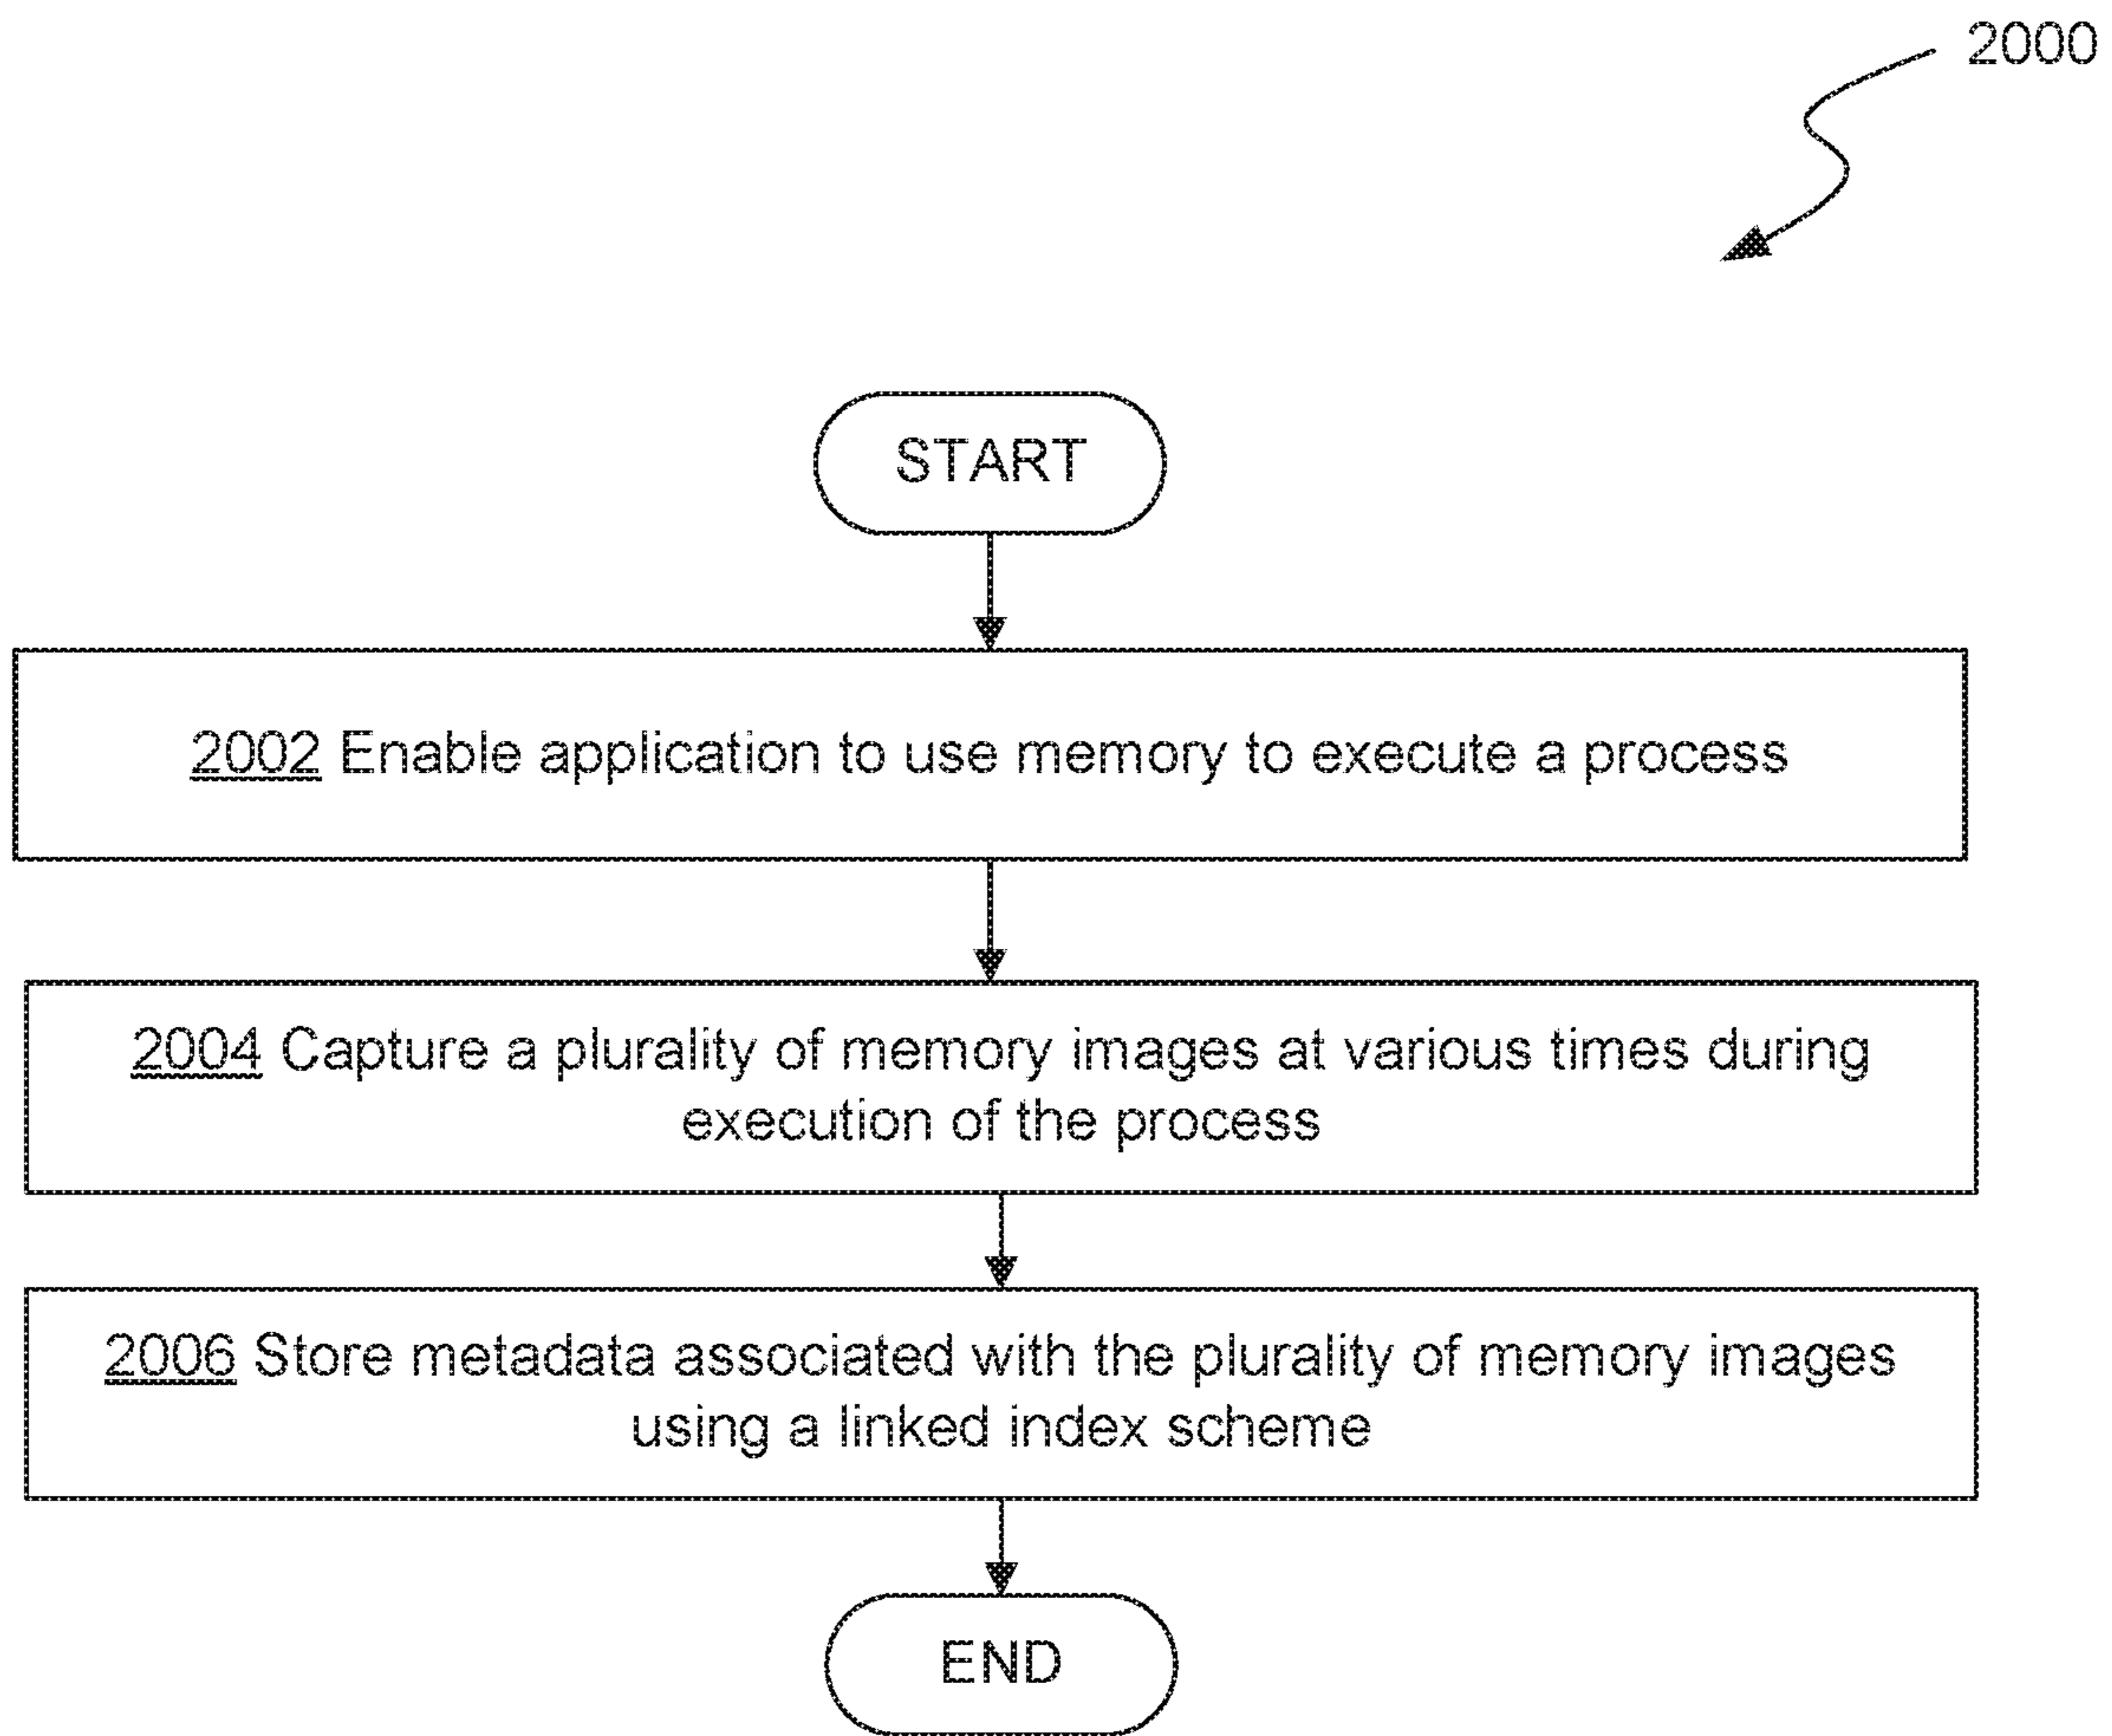 2000
START
2002 Enable application to use memory to execute a process
2004 Capture a plurality of memory images at various times during
execution of the process
2006 Store metadata associated with the plurality of memory images
using a linked index scheme
END